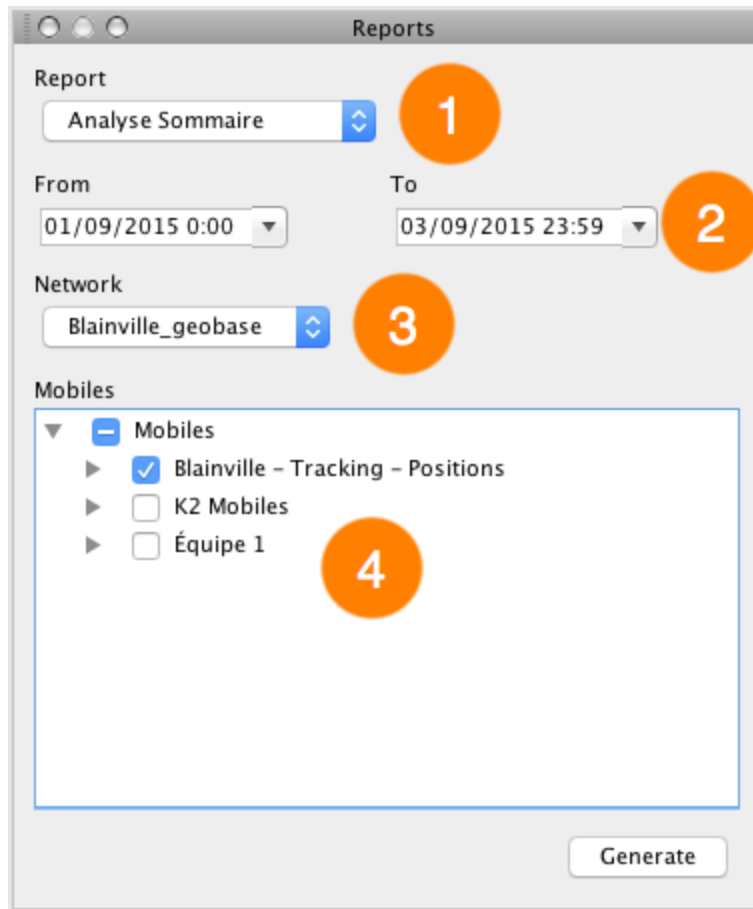 Reports
Report
1
Analyse Sommaire
From To
2
01/09/2015 0:00 03/09/2015 23:59
Network
3
Blainville_geobase
Mobiles
Mobiles
Blainville – Tracking – Positions
K2 Mobiles
Équipe 1
4
Generate